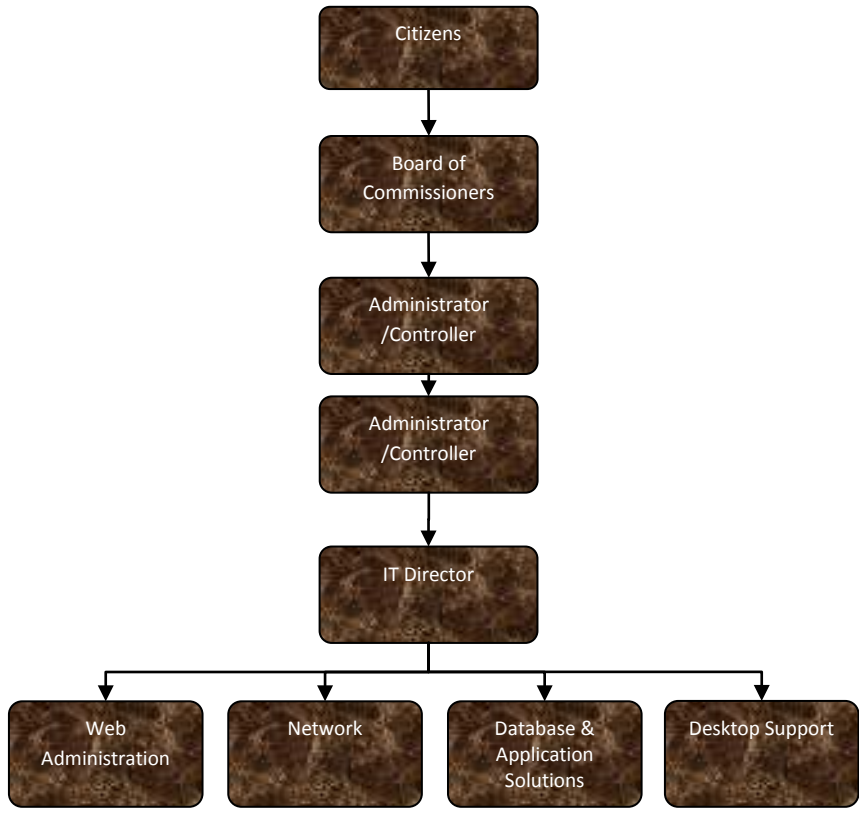 Citizens
Board of
Commissioners
Administrator
/Controller
Administrator
/Controller
IT Director
Web
Administration
Network
Database &
Application
Solutions
Desktop Support